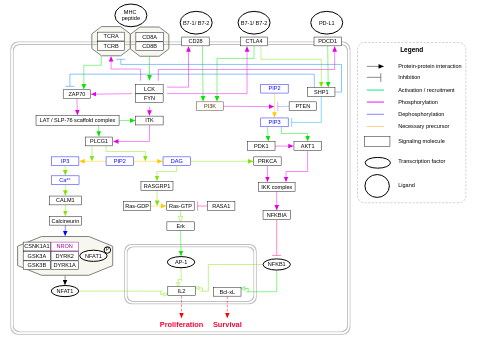 MHC
peptide
B7-1/ B7-2
B7-1/ B7-2
PD-L1
TCRA
TCRB
CD8A
CD8B
CD28
CTLA4
PDCD1
Legend
Protein-protein interaction
Inhibition
Activation / recruitment
Phosphorylation
Dephosphorylation
Necessary precursor
Signaling molecule
Transcription factor
Ligand
ZAP70
LCK
FYN
PIP2
SHP1
PI3K
PTEN
LAT / SLP-76 scaffold complex
ITK
PIP3
PLCG1
PDK1
AKT1
IP3
PIP2
DAG
PRKCA
Ca²⁺
RASGRP1
IKK complex
CALM1
Ras-GDP
Ras-GTP
RASA1
Calcineurin
NFKBIA
Erk
CSNK1A1
NRON
GSK3A
DYRK2
NFAT1
P
GSK3B
DYRK1A
AP-1
NFKB1
NFAT1
IL2
Bcl-xL
Proliferation
Survival